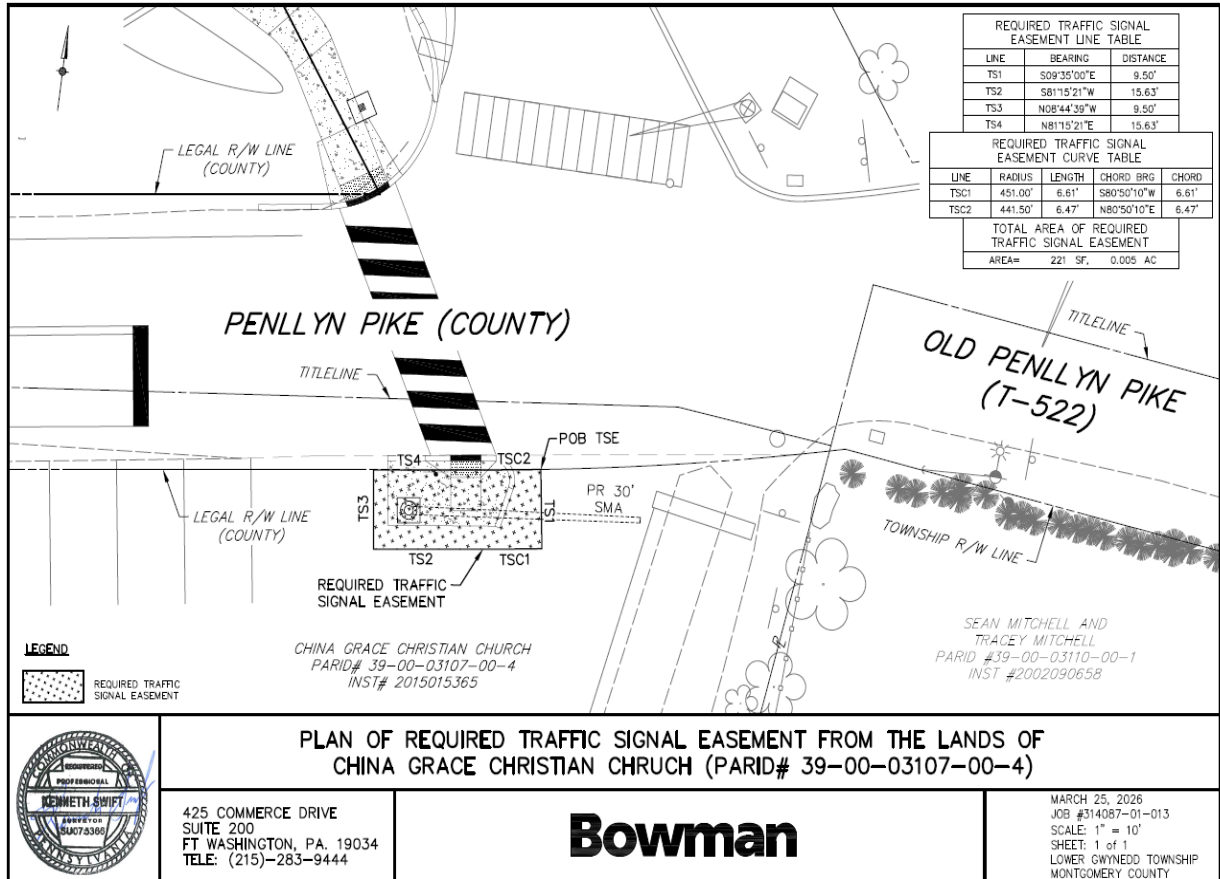 REQUIRED TRAFFIC SIGNAL
EASEMENT LINE TABLE
LINE BEARING DISTANCE
TS1 S09°35'00"E 9.50'
TS2 S81°15'21"W 15.63'
TS3 N08°44'39"W 9.50'
TS4 N81°15'21"E 15.63'
REQUIRED TRAFFIC SIGNAL
EASEMENT CURVE TABLE
LINE RADIUS LENGTH CHORD BRG CHORD
TSC1 451.00' 6.61' S80°50'10"W 6.61'
TSC2 441.50' 6.47' N80°50'10"E 6.47'
TOTAL AREA OF REQUIRED
TRAFFIC SIGNAL EASEMENT
AREA= 221 SF, 0.005 AC
LEGAL R/W LINE
(COUNTY)
PENLLYN PIKE (COUNTY)
TITLELINE
OLD PENLLYN PIKE
(T-522)
TITLELINE
POB TSE
TS4
TSC2
TS3
TS1
PR 30'
SMA
LEGAL R/W LINE
(COUNTY)
TS2
TSC1
TOWNSHIP R/W LINE
REQUIRED TRAFFIC
SIGNAL EASEMENT
LEGEND
REQUIRED TRAFFIC
SIGNAL EASEMENT
CHINA GRACE CHRISTIAN CHURCH
PARID# 39-00-03107-00-4
INST# 2015015365
SEAN MITCHELL AND
TRACEY MITCHELL
PARID #39-00-03110-00-1
INST #2002090658
COMMONWEALTH OF
REGISTERED
PROFESSIONAL
KENNETH SWIFT
SURVEYOR
SU075366
PENNSYLVANIA
PLAN OF REQUIRED TRAFFIC SIGNAL EASEMENT FROM THE LANDS OF
CHINA GRACE CHRISTIAN CHRUCH (PARID# 39-00-03107-00-4)
425 COMMERCE DRIVE
SUITE 200
FT WASHINGTON, PA. 19034
TELE: (215)-283-9444
Bowman
MARCH 25, 2026
JOB #314087-01-013
SCALE: 1" = 10'
SHEET: 1 of 1
LOWER GWYNEDD TOWNSHIP
MONTGOMERY COUNTY